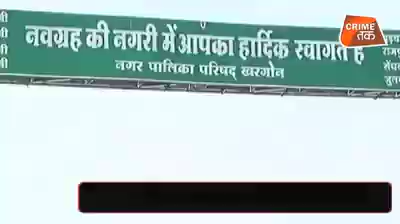 CRIME
तक
नवग्रह की नगरी में आपका हार्दिक स्वागत है
नगर पालिका परिषद् खरगोन